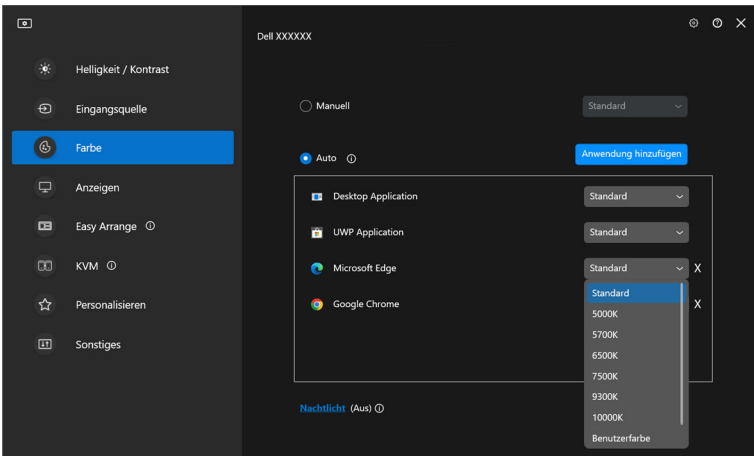 Dell XXXXXX
Helligkeit / Kontrast
Eingangsquelle
Farbe
Anzeigen
Easy Arrange
KVM
Personalisieren
Sonstiges
Manuell
Standard
Auto
Anwendung hinzufügen
Desktop Application
Standard
UWP Application
Standard
Microsoft Edge
Standard
X
Google Chrome
X
Standard
5000K
5700K
6500K
7500K
9300K
10000K
Benutzerfarbe
Nachtlicht (Aus)